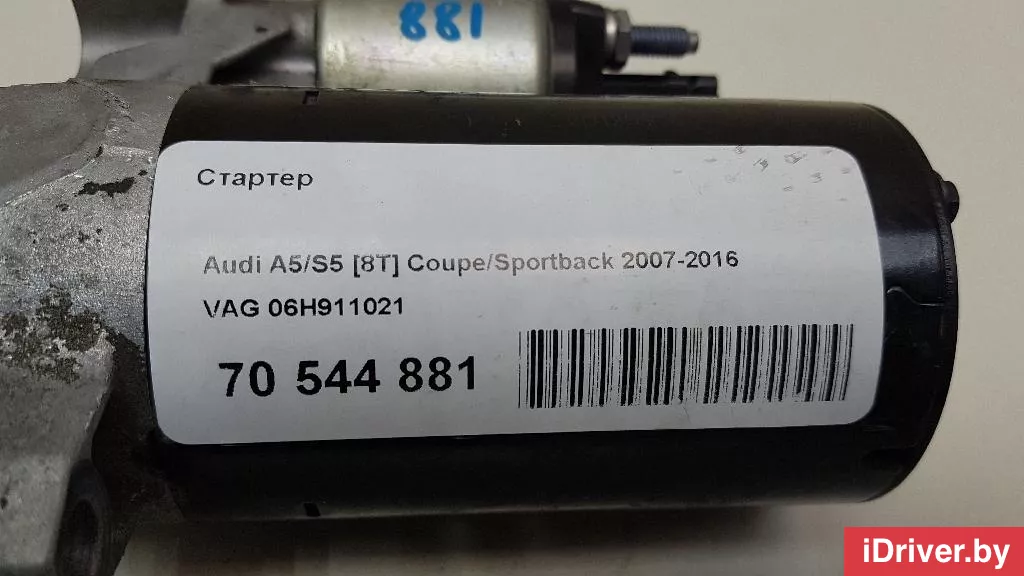 881
Стартер
Audi A5/S5 [8T] Coupe/Sportback 2007-2016
VAG 06H911021
70 544 881
iDriver.by